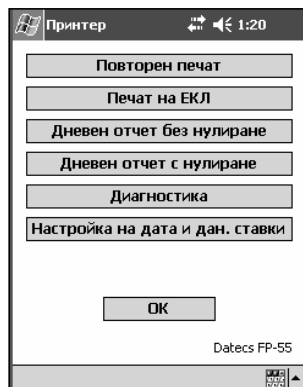 Принтер 1:20
Повторен печат
Печат на ЕКЛ
Дневен отчет без нулиране
Дневен отчет с нулиране
Диагностика
Настройка на дата и дан. ставки
OK
Datecs FP-55